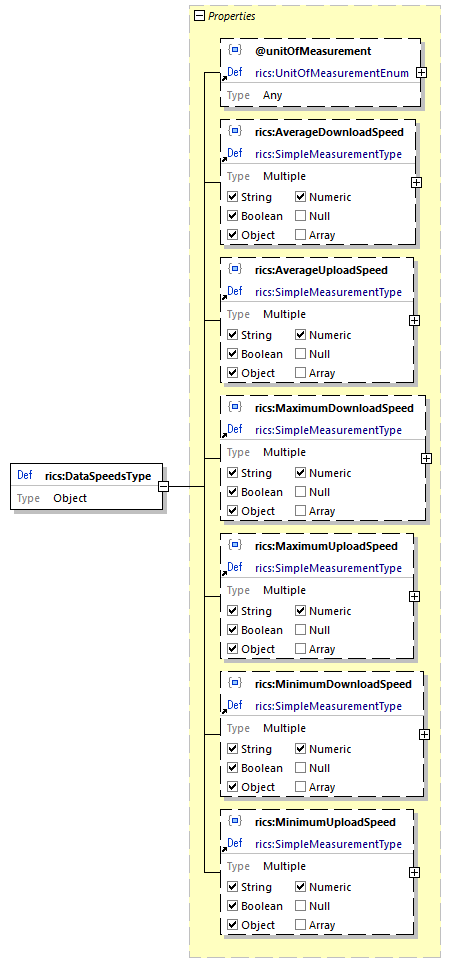 Properties
@unitOfMeasurement
Def rics:UnitOfMeasurementEnum
Type Any
rics:AverageDownloadSpeed
Def rics:SimpleMeasurementType
Type Multiple
String Numeric
Boolean Null
Object Array
rics:AverageUploadSpeed
Def rics:SimpleMeasurementType
Type Multiple
String Numeric
Boolean Null
Object Array
rics:MaximumDownloadSpeed
Def rics:SimpleMeasurementType
Type Multiple
String Numeric
Boolean Null
Object Array
Def rics:DataSpeedsType
Type Object
rics:MaximumUploadSpeed
Def rics:SimpleMeasurementType
Type Multiple
String Numeric
Boolean Null
Object Array
rics:MinimumDownloadSpeed
Def rics:SimpleMeasurementType
Type Multiple
String Numeric
Boolean Null
Object Array
rics:MinimumUploadSpeed
Def rics:SimpleMeasurementType
Type Multiple
String Numeric
Boolean Null
Object Array